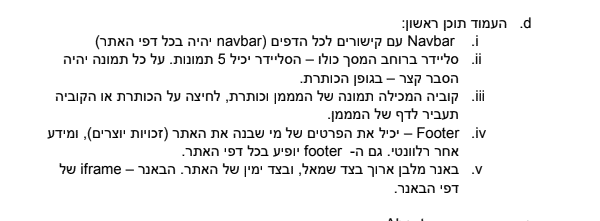 d. העמוד תוכן ראשון:
i. Navbar עם קישורים לכל הדפים (navbar יהיה בכל דפי האתר)
ii. סליידר ברוחב המסך כולו – הסליידר יכיל 5 תמונות. על כל תמונה יהיה
הסבר קצר – בגופן הכותרת.
iii. קוביה המכילה תמונה של המממן וכותרת, לחיצה על הכותרת או הקוביה
תעביר לדף של המממן.
iv. Footer – יכיל את הפרטים של מי שבנה את האתר (זכויות יוצרים), ומידע
אחר רלוונטי. גם ה- footer יופיע בכל דפי האתר.
v. באנר מלבן ארוך בצד שמאל, ובצד ימין של האתר. הבאנר – iframe של
דפי הבאנר.